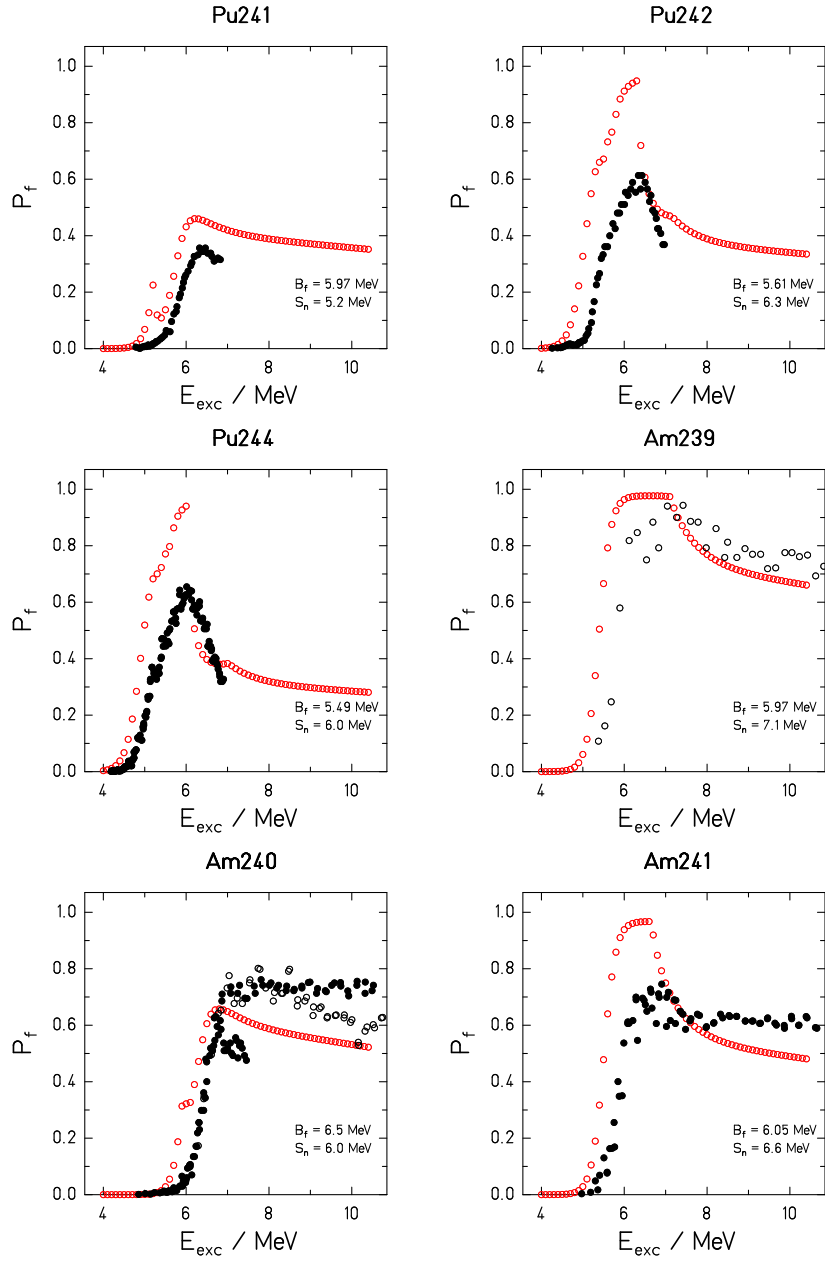 Pu241
Pu242
1.0
0.8
0.6
0.4
0.2
0.0
P_f
B_f = 5.97 MeV
S_n = 5.2 MeV
4 6 8 10
E_exc / MeV
1.0
0.8
0.6
0.4
0.2
0.0
P_f
B_f = 5.61 MeV
S_n = 6.3 MeV
4 6 8 10
E_exc / MeV
Pu244
Am239
1.0
0.8
0.6
0.4
0.2
0.0
P_f
B_f = 5.49 MeV
S_n = 6.0 MeV
4 6 8 10
E_exc / MeV
1.0
0.8
0.6
0.4
0.2
0.0
P_f
B_f = 5.97 MeV
S_n = 7.1 MeV
4 6 8 10
E_exc / MeV
Am240
Am241
1.0
0.8
0.6
0.4
0.2
0.0
P_f
B_f = 6.5 MeV
S_n = 6.0 MeV
4 6 8 10
E_exc / MeV
1.0
0.8
0.6
0.4
0.2
0.0
P_f
B_f = 6.05 MeV
S_n = 6.6 MeV
4 6 8 10
E_exc / MeV